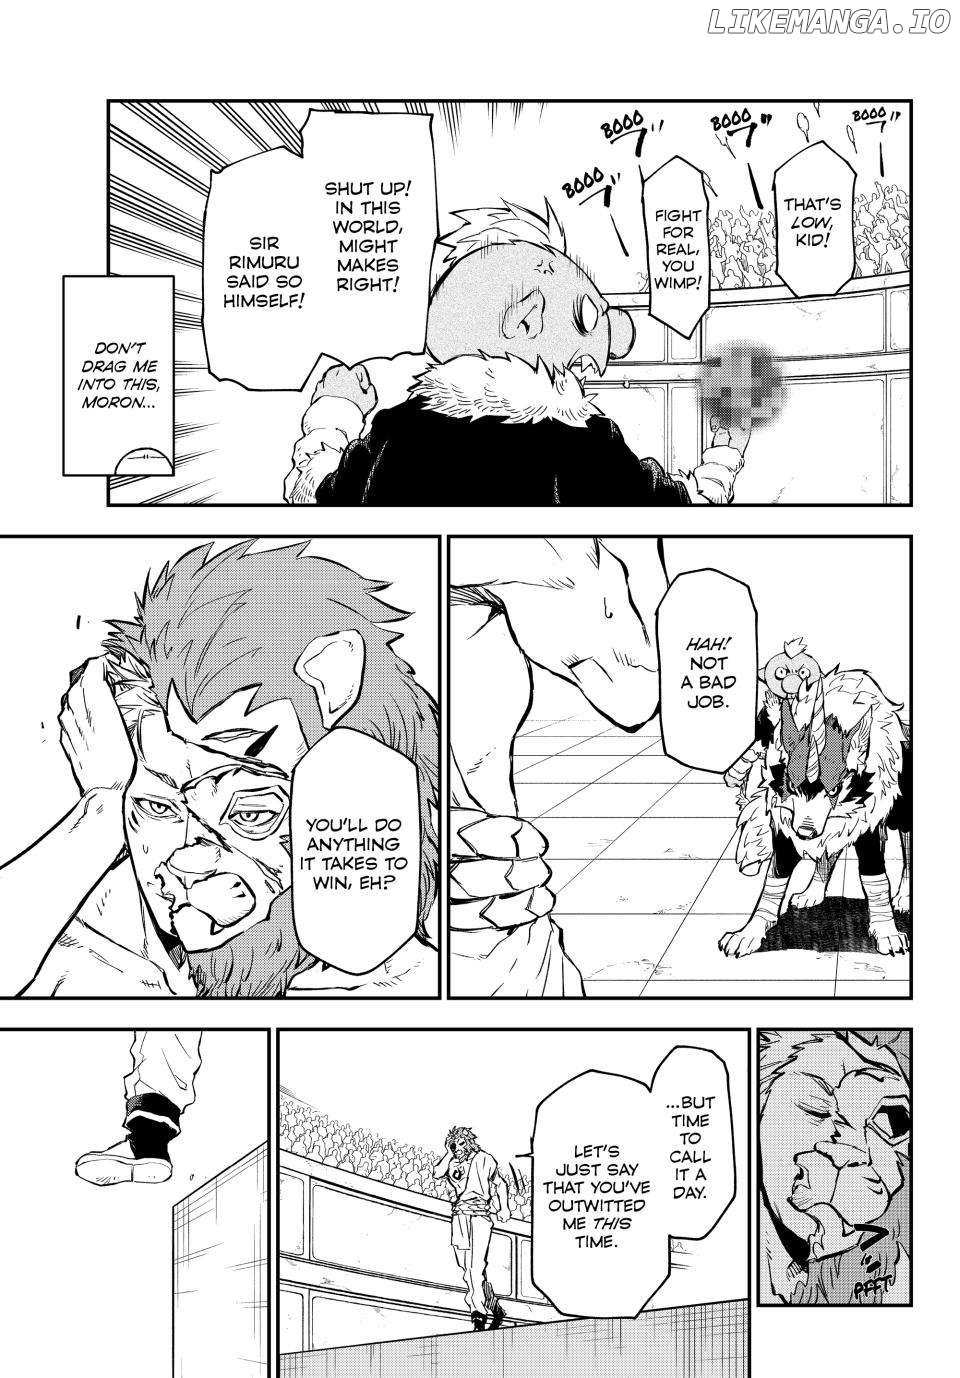 LIKEMANGA.IO
BOOO
BOOO
BOOO
BOOO
THAT'S
LOW,
KID!
FIGHT
FOR
REAL,
YOU
WIMP!
SHUT UP!
IN THIS
WORLD,
MIGHT
MAKES
RIGHT!
SIR
RIMURU
SAID SO
HIMSELF!
DON'T
DRAG ME
INTO THIS,
MORON...
HAH!
NOT
A BAD
JOB.
YOU'LL DO
ANYTHING
IT TAKES TO
WIN, EH?
PFFT
...BUT
TIME
TO
CALL
IT A
DAY.
LET'S
JUST SAY
THAT YOU'VE
OUTWITTED
ME THIS
TIME.